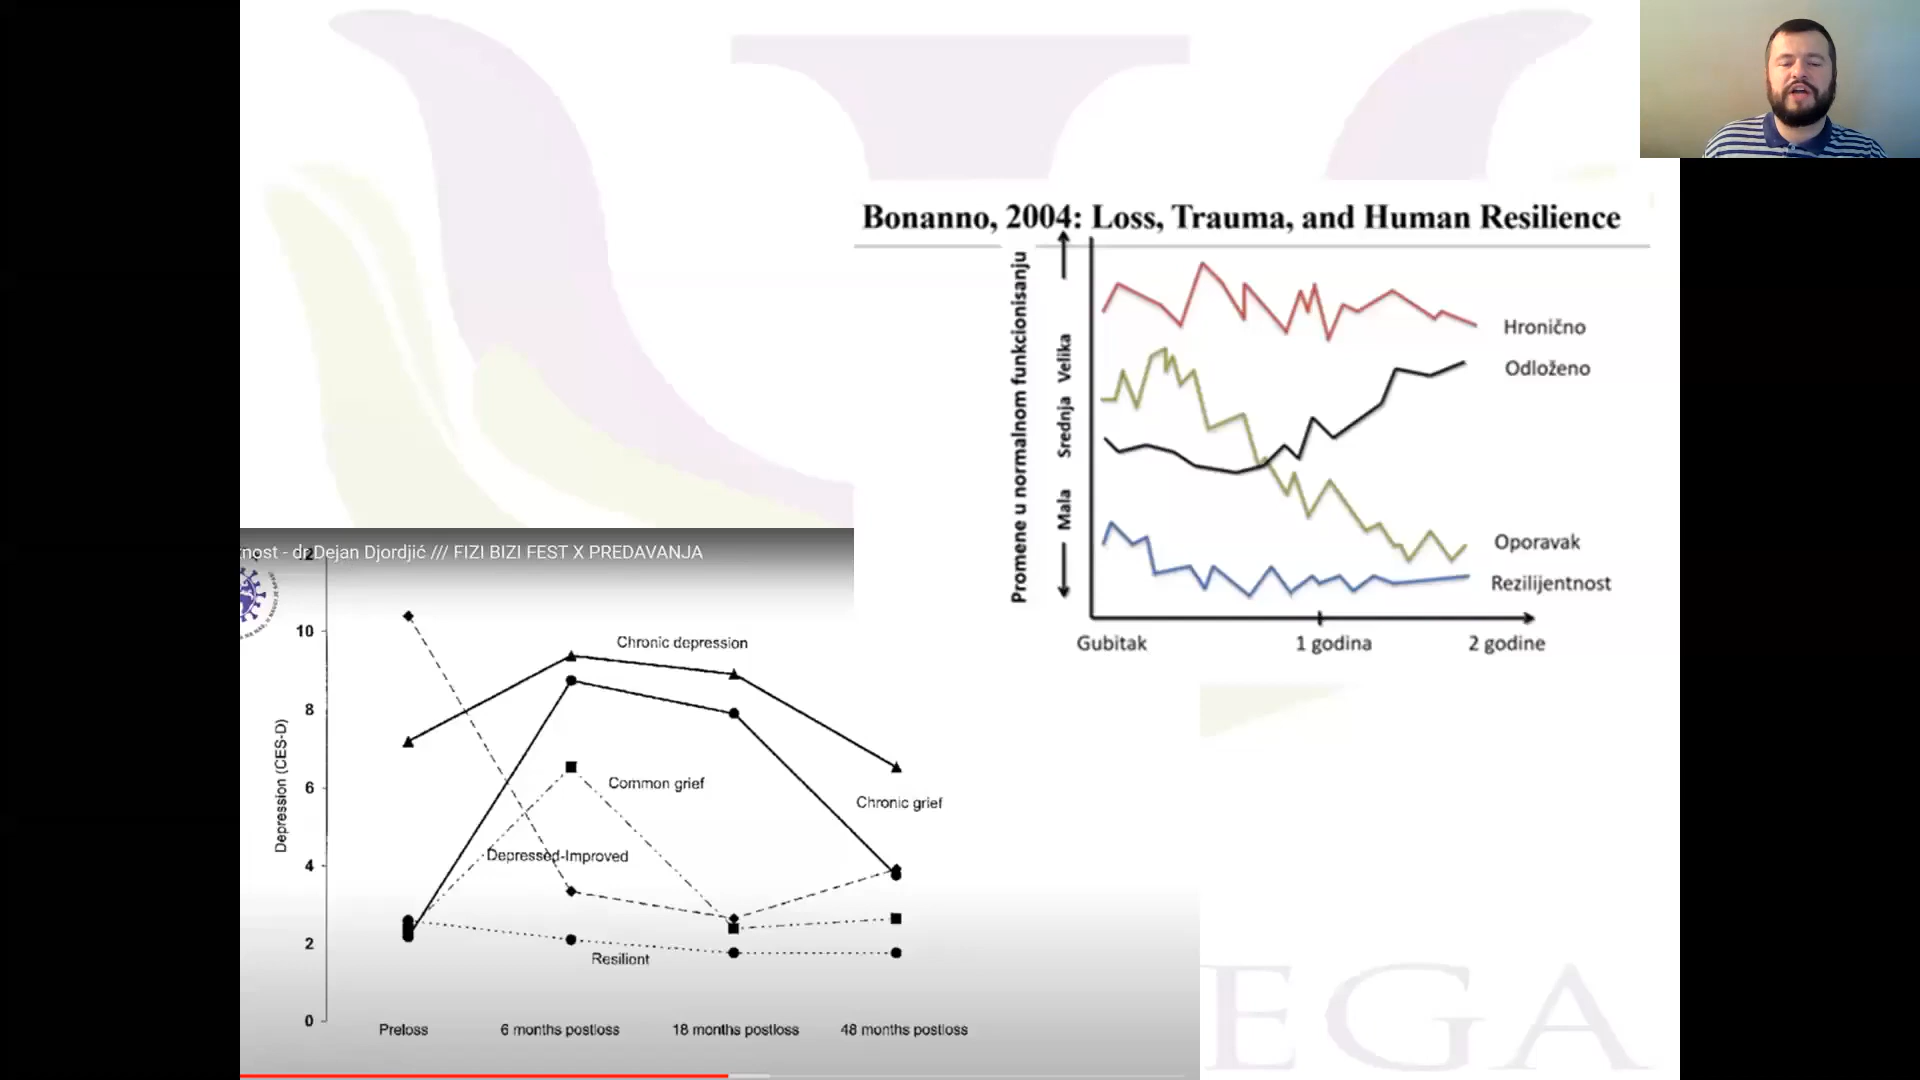 Bonanno, 2004: Loss, Trauma, and Human Resilience
Promene u normalnom funkcionisanju
Mala Srednja Velika
Hronično
Odloženo
Oporavak
Rezilijentnost
Gubitak 1 godina 2 godine
tnost - dr Dejan Djordjić /// FIZI BIZI FEST X PREDAVANJA
Depression (CES-D)
10
8
6
4
2
0
Chronic depression
Common grief
Chronic grief
Depressed-Improved
Resilient
Preloss 6 months postloss 18 months postloss 48 months postloss
EGA